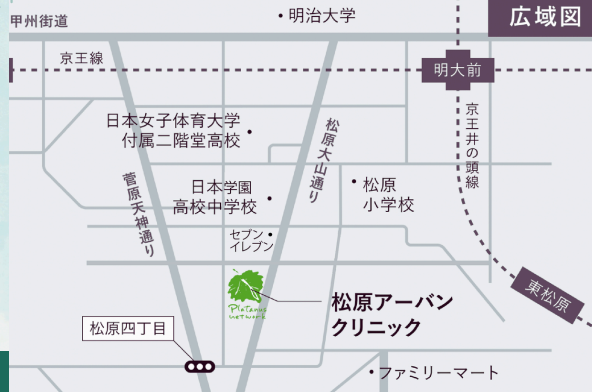 広域図
甲州街道
明治大学
京王線
明大前
京王井の頭線
日本女子体育大学
付属二階堂高校
松原大山通り
菅原天神通り
日本学園
高校中学校
松原
小学校
セブン
イレブン
Platanus
network
松原アーバン
クリニック
東松原
松原四丁目
ファミリーマート